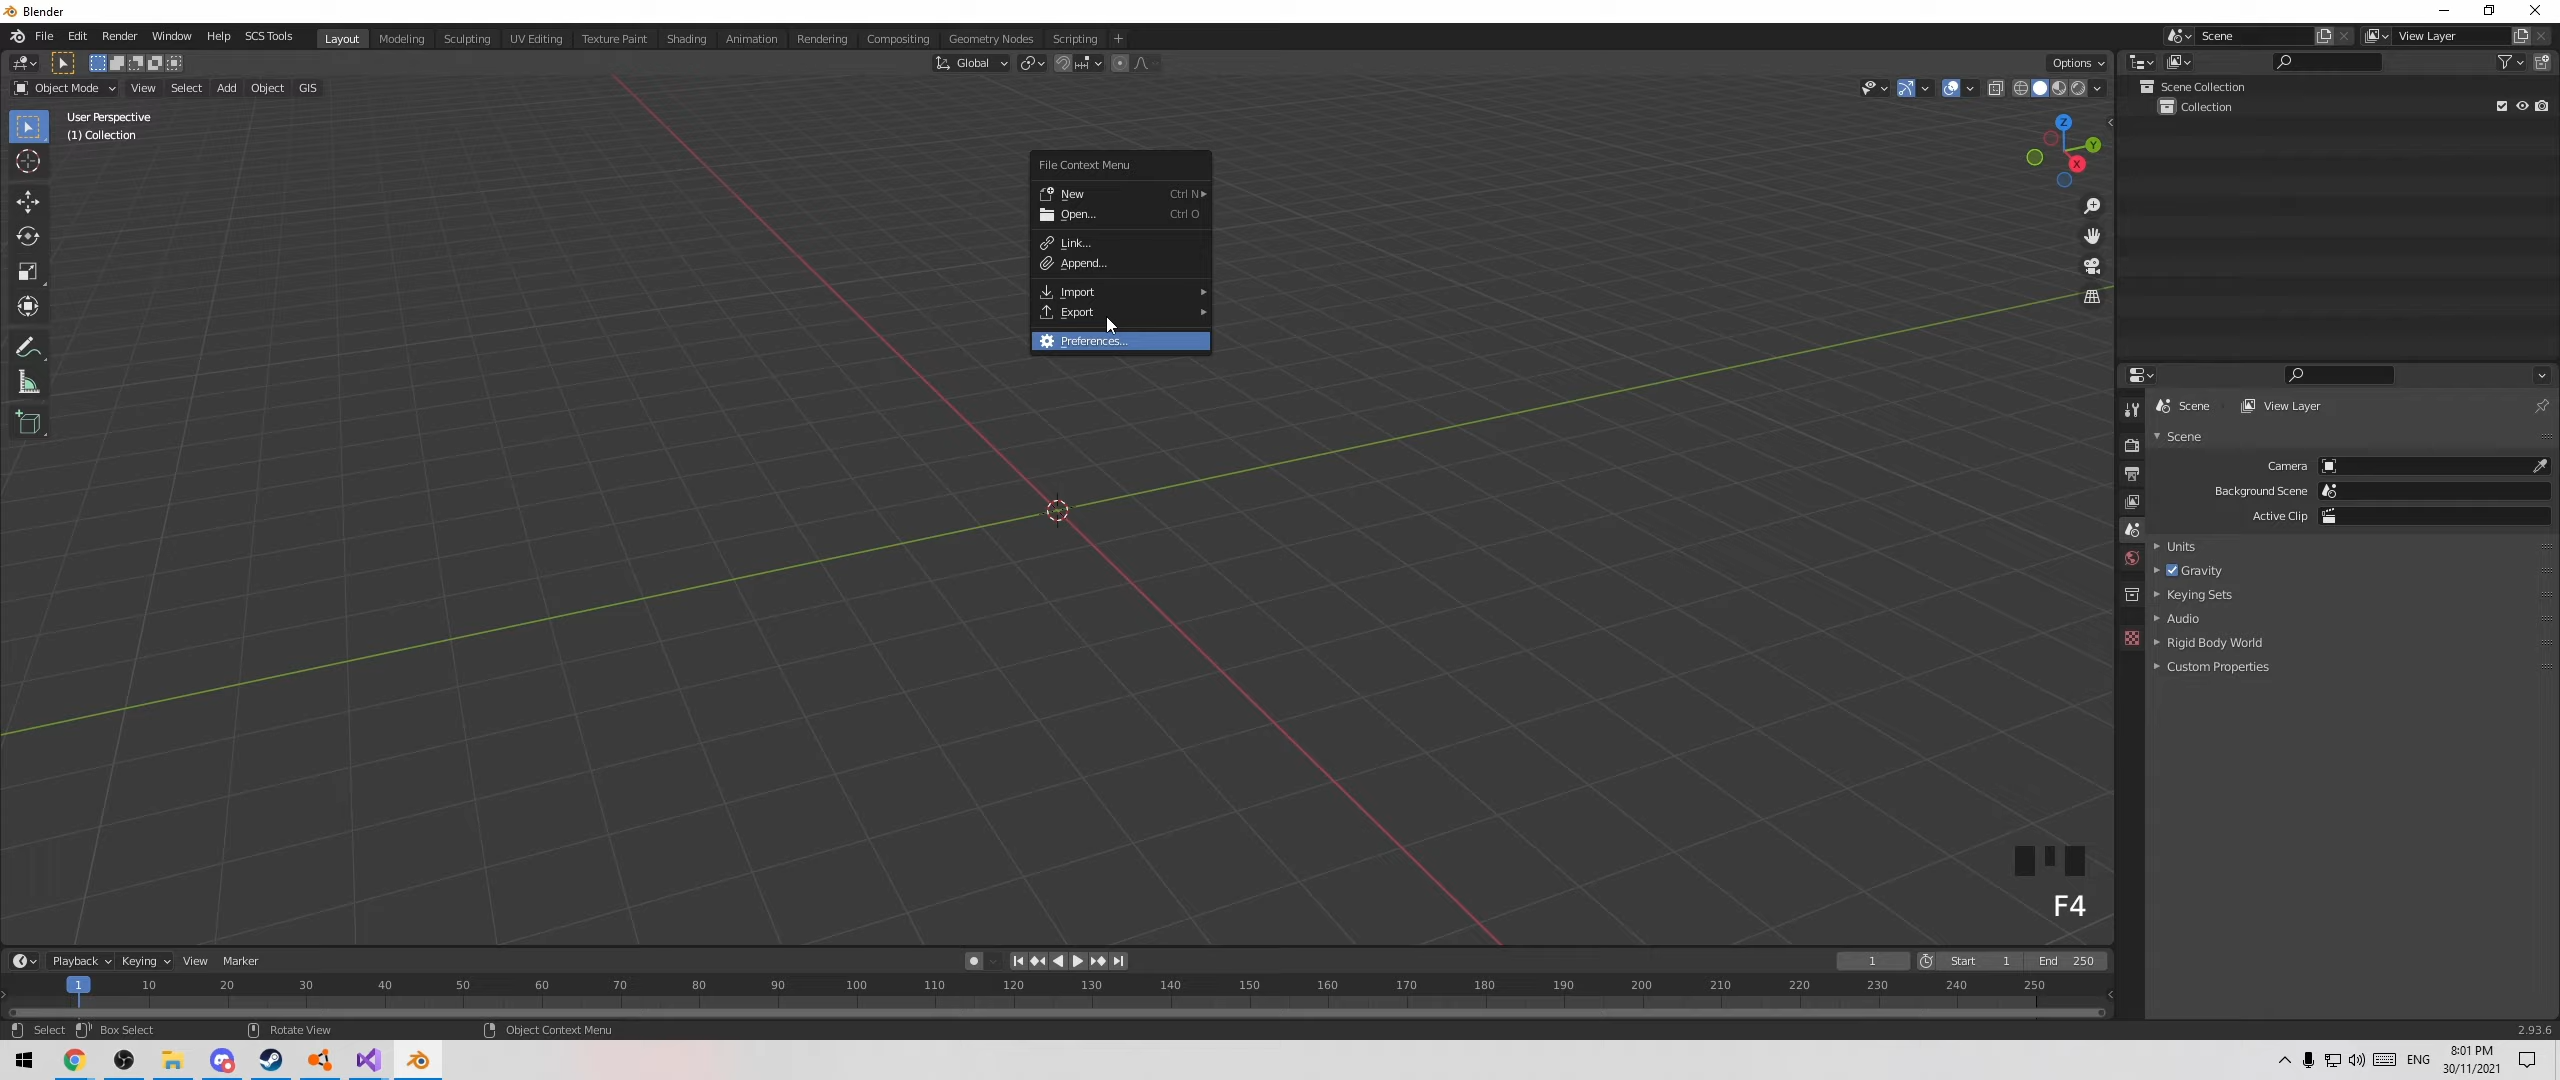 Blender
File Edit Render Window Help SCS Tools Layout Modeling Sculpting UV Editing Texture Paint Shading Animation Rendering Compositing Geometry Nodes Scripting + Scene View Layer
Global Options
Object Mode View Select Add Object GIS
User Perspective
(1) Collection
Z
Y
X
File Context Menu
New Ctrl N
Open... Ctrl O
Link...
Append...
Import
Export
Preferences...
Scene Collection
Collection
Scene View Layer
Scene
Camera
Background Scene
Active Clip
Units
Gravity
Keying Sets
Audio
Rigid Body World
Custom Properties
F4
Playback Keying View Marker 1 Start 1 End 250
1 10 20 30 40 50 60 70 80 90 100 110 120 130 140 150 160 170 180 190 200 210 220 230 240 250
Select Box Select Rotate View Object Context Menu 2.93.6
ENG
8:01 PM
30/11/2021